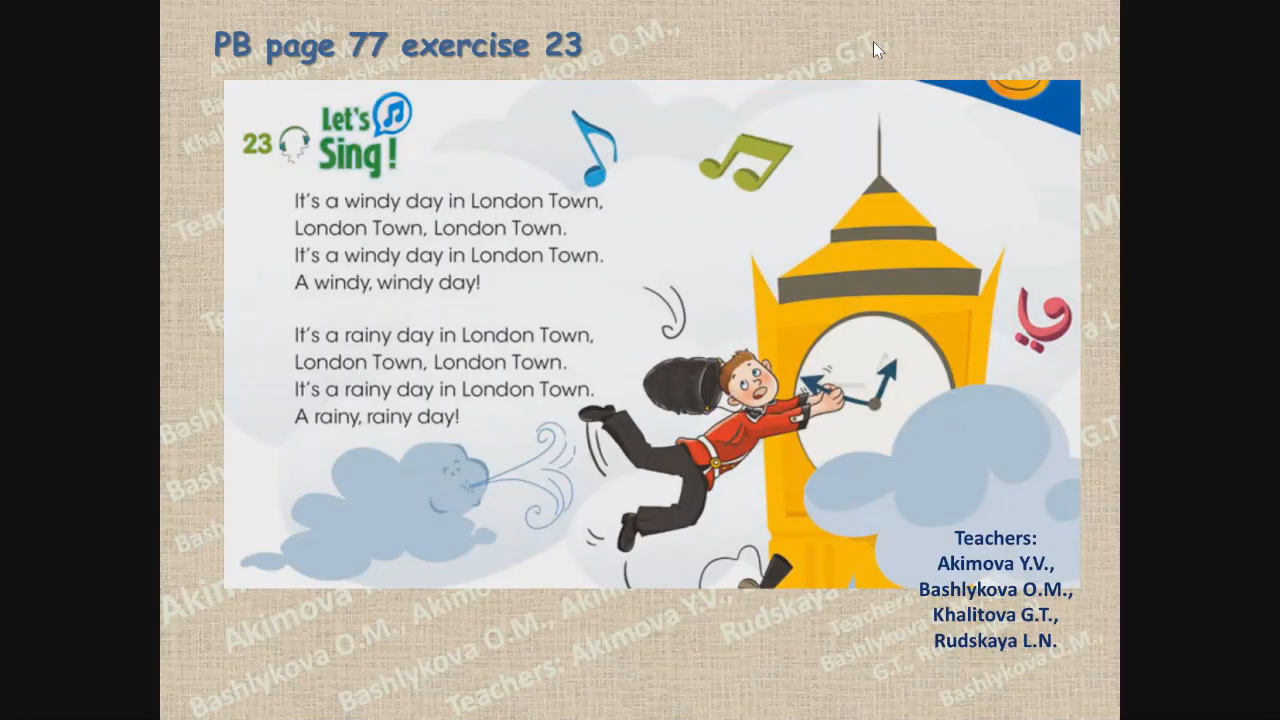 PB page 77 exercise 23
23
Let's
Sing!
It's a windy day in London Town,
London Town, London Town.
It's a windy day in London Town.
A windy, windy day!
It's a rainy day in London Town,
London Town, London Town.
It's a rainy day in London Town.
A rainy, rainy day!
Teachers:
Akimova Y.V.,
Bashlykova O.M.,
Khalitova G.T.,
Rudskaya L.N.